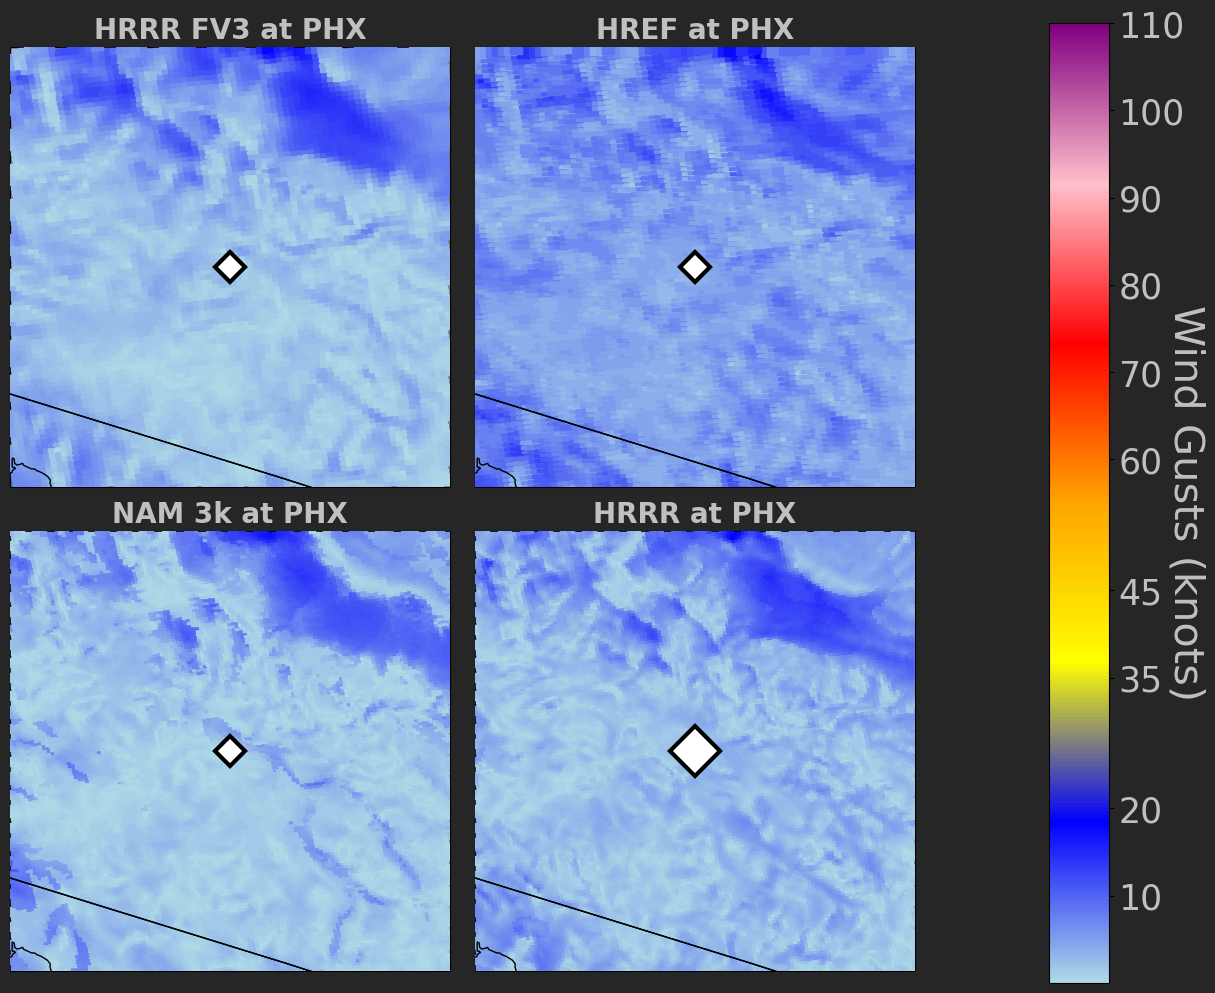 HRRR FV3 at PHX
HREF at PHX
NAM 3k at PHX
HRRR at PHX
110
100
90
80
70
60
45
35
20
10
Wind Gusts (knots)